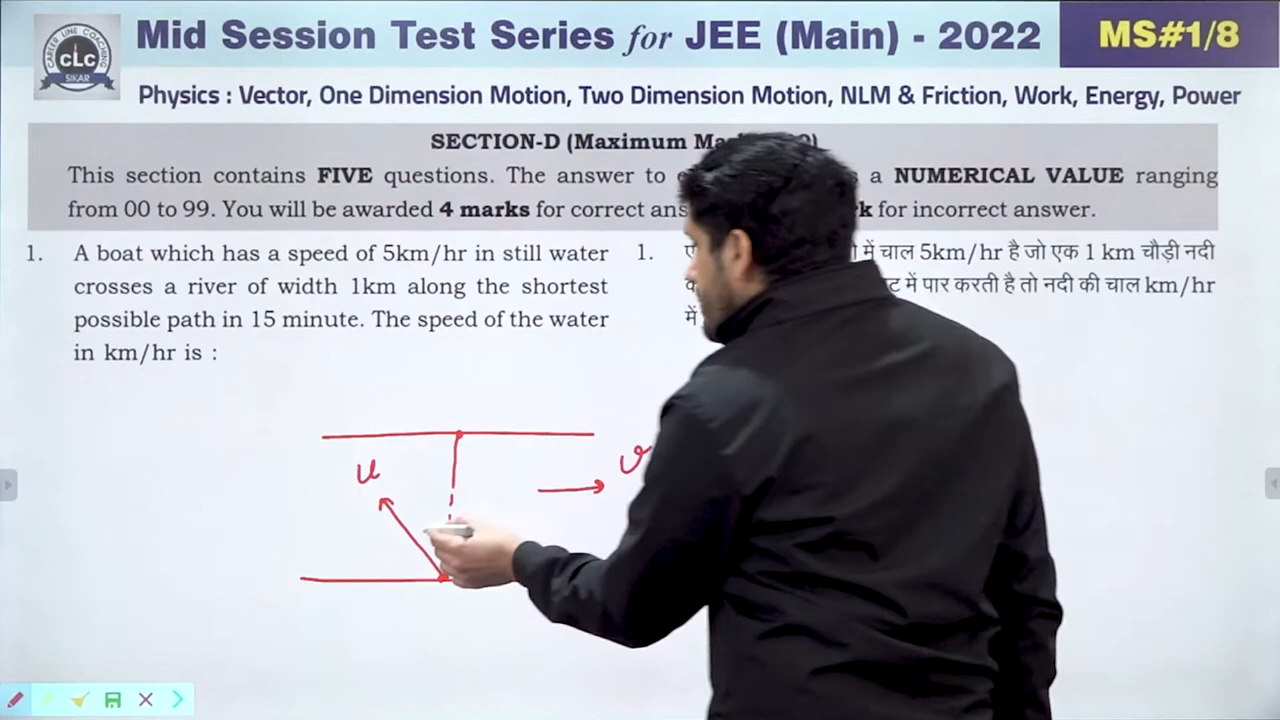 Mid Session Test Series for JEE (Main) - 2022
MS#1/8
CAREER LINE COACHING
CLC
SIKAR
Physics : Vector, One Dimension Motion, Two Dimension Motion, NLM & Friction, Work, Energy, Power
SECTION-D (Maximum
This section contains FIVE questions. The answer to a NUMERICAL VALUE ranging
from 00 to 99. You will be awarded 4 marks for correct for incorrect answer.
1. A boat which has a speed of 5km/hr in still water
crosses a river of width 1km along the shortest
possible path in 15 minute. The speed of the water
in km/hr is :
1. में चाल 5km/hr है जो एक 1 km चौड़ी नदी
में पार करती है तो नदी की चाल km/hr
में
u
v